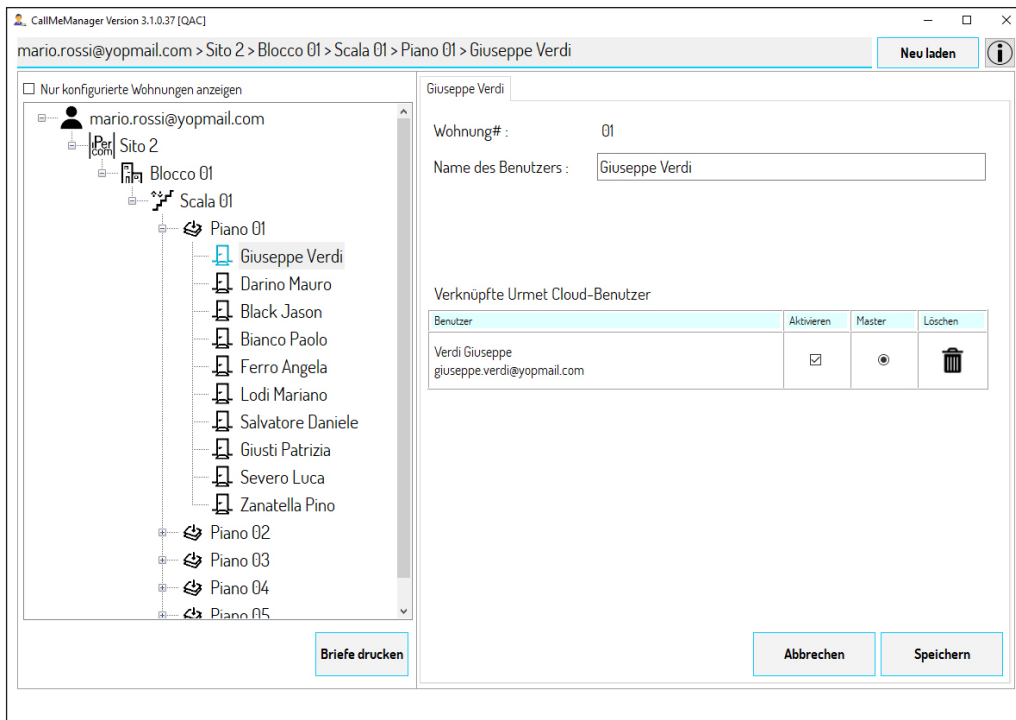 CallMeManager Version 3.1.0.37 [QAC]
mario.rossi@yopmail.com > Sito 2 > Blocco 01 > Scala 01 > Piano 01 > Giuseppe Verdi
Neu laden
Nur konfigurierte Wohnungen anzeigen
mario.rossi@yopmail.com
iPer
com
Sito 2
Blocco 01
Scala 01
Piano 01
Giuseppe Verdi
Darino Mauro
Black Jason
Bianco Paolo
Ferro Angela
Lodi Mariano
Salvatore Daniele
Giusti Patrizia
Severo Luca
Zanatella Pino
Piano 02
Piano 03
Piano 04
Piano 05
Briefe drucken
Giuseppe Verdi
Wohnung# : 01
Name des Benutzers : Giuseppe Verdi
Verknüpfte Urmet Cloud-Benutzer
Benutzer Aktivieren Master Löschen
Verdi Giuseppe
giuseppe.verdi@yopmail.com
Abbrechen
Speichern